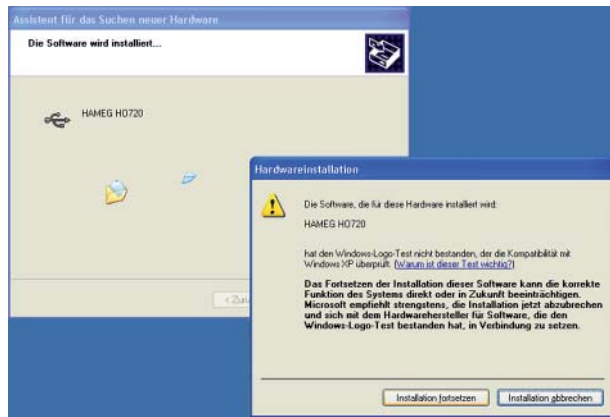 Assistent für das Suchen neuer Hardware
Die Software wird installiert...
HAMEG HO720
Hardwareinstallation
Die Software, die für diese Hardware installiert wird:
HAMEG HO720
hat den Windows-Logo-Test nicht bestanden, der die Kompatibilität mit
Windows XP überprüft. (Warum ist dieser Test wichtig?)
Das Fortsetzen der Installation dieser Software kann die korrekte
Funktion des Systems direkt oder in Zukunft beeinträchtigen.
Microsoft empfiehlt strengstens, die Installation jetzt abzubrechen
und sich mit dem Hardwarehersteller für Software, die den
Windows-Logo-Test bestanden hat, in Verbindung zu setzen.
Installation fortsetzen
Installation abbrechen